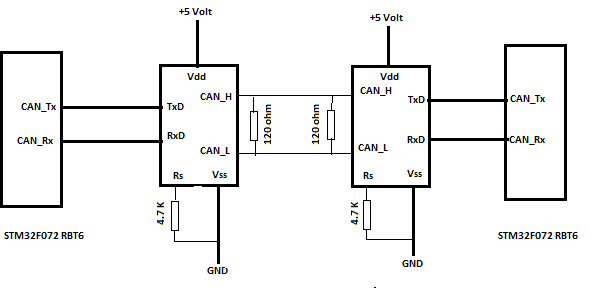 +5 Volt
+5 Volt
Vdd
Vdd
CAN_H
CAN_H
CAN_Tx
TxD
TxD
CAN_Tx
120 ohm
120 ohm
CAN_Rx
RxD
RxD
CAN_Rx
CAN_L
CAN_L
Rs
Vss
Rs
Vss
4.7 K
4.7 K
STM32F072 RBT6
STM32F072 RBT6
GND
GND